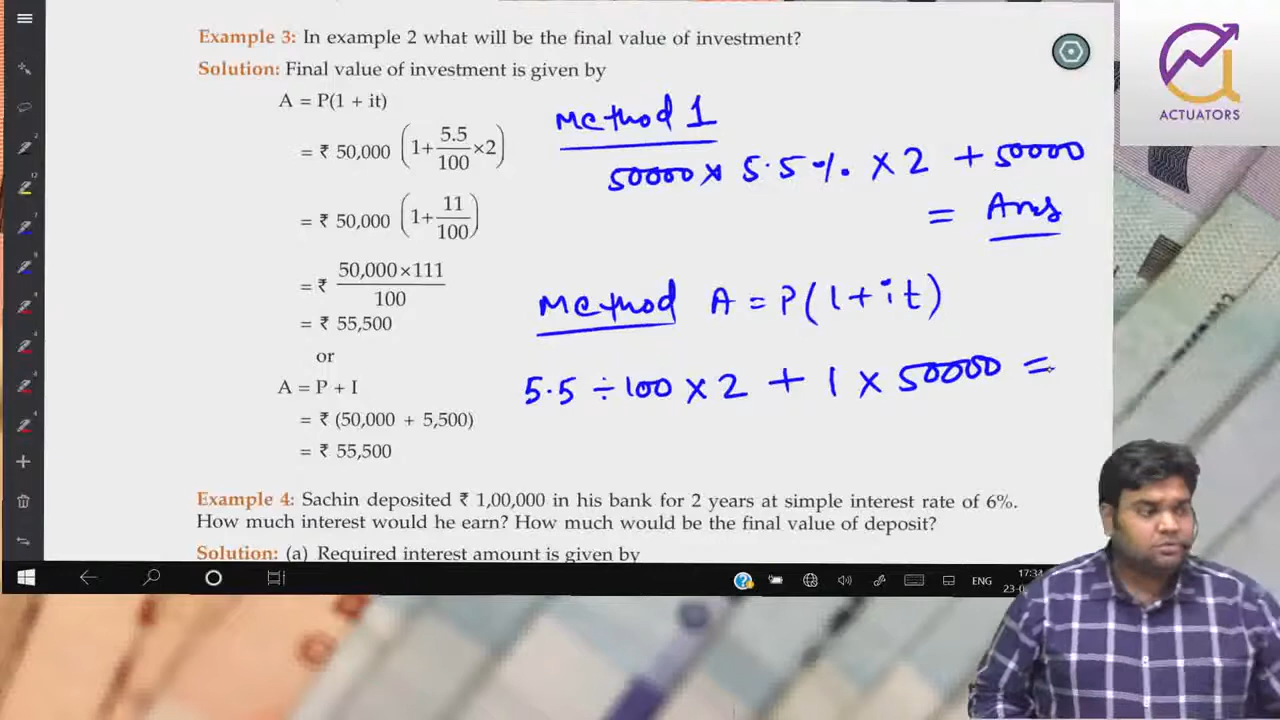 Example 3: In example 2 what will be the final value of investment?
Solution: Final value of investment is given by
A = P(1 + it)
= ₹ 50,000 (1+ 5.5/100 ×2)
= ₹ 50,000 (1+ 11/100)
= ₹ 50,000×111/100
= ₹ 55,500
or
A = P + I
= ₹ (50,000 + 5,500)
= ₹ 55,500
Example 4: Sachin deposited ₹ 1,00,000 in his bank for 2 years at simple interest rate of 6%.
How much interest would he earn? How much would be the final value of deposit?
Solution: (a) Required interest amount is given by
Method 1
50000 × 5.5% × 2 + 50000
= Ans
Method A = P(1+it)
5.5 ÷ 100 × 2 + 1 × 50000 =
ACTUATORS
ENG
17:34